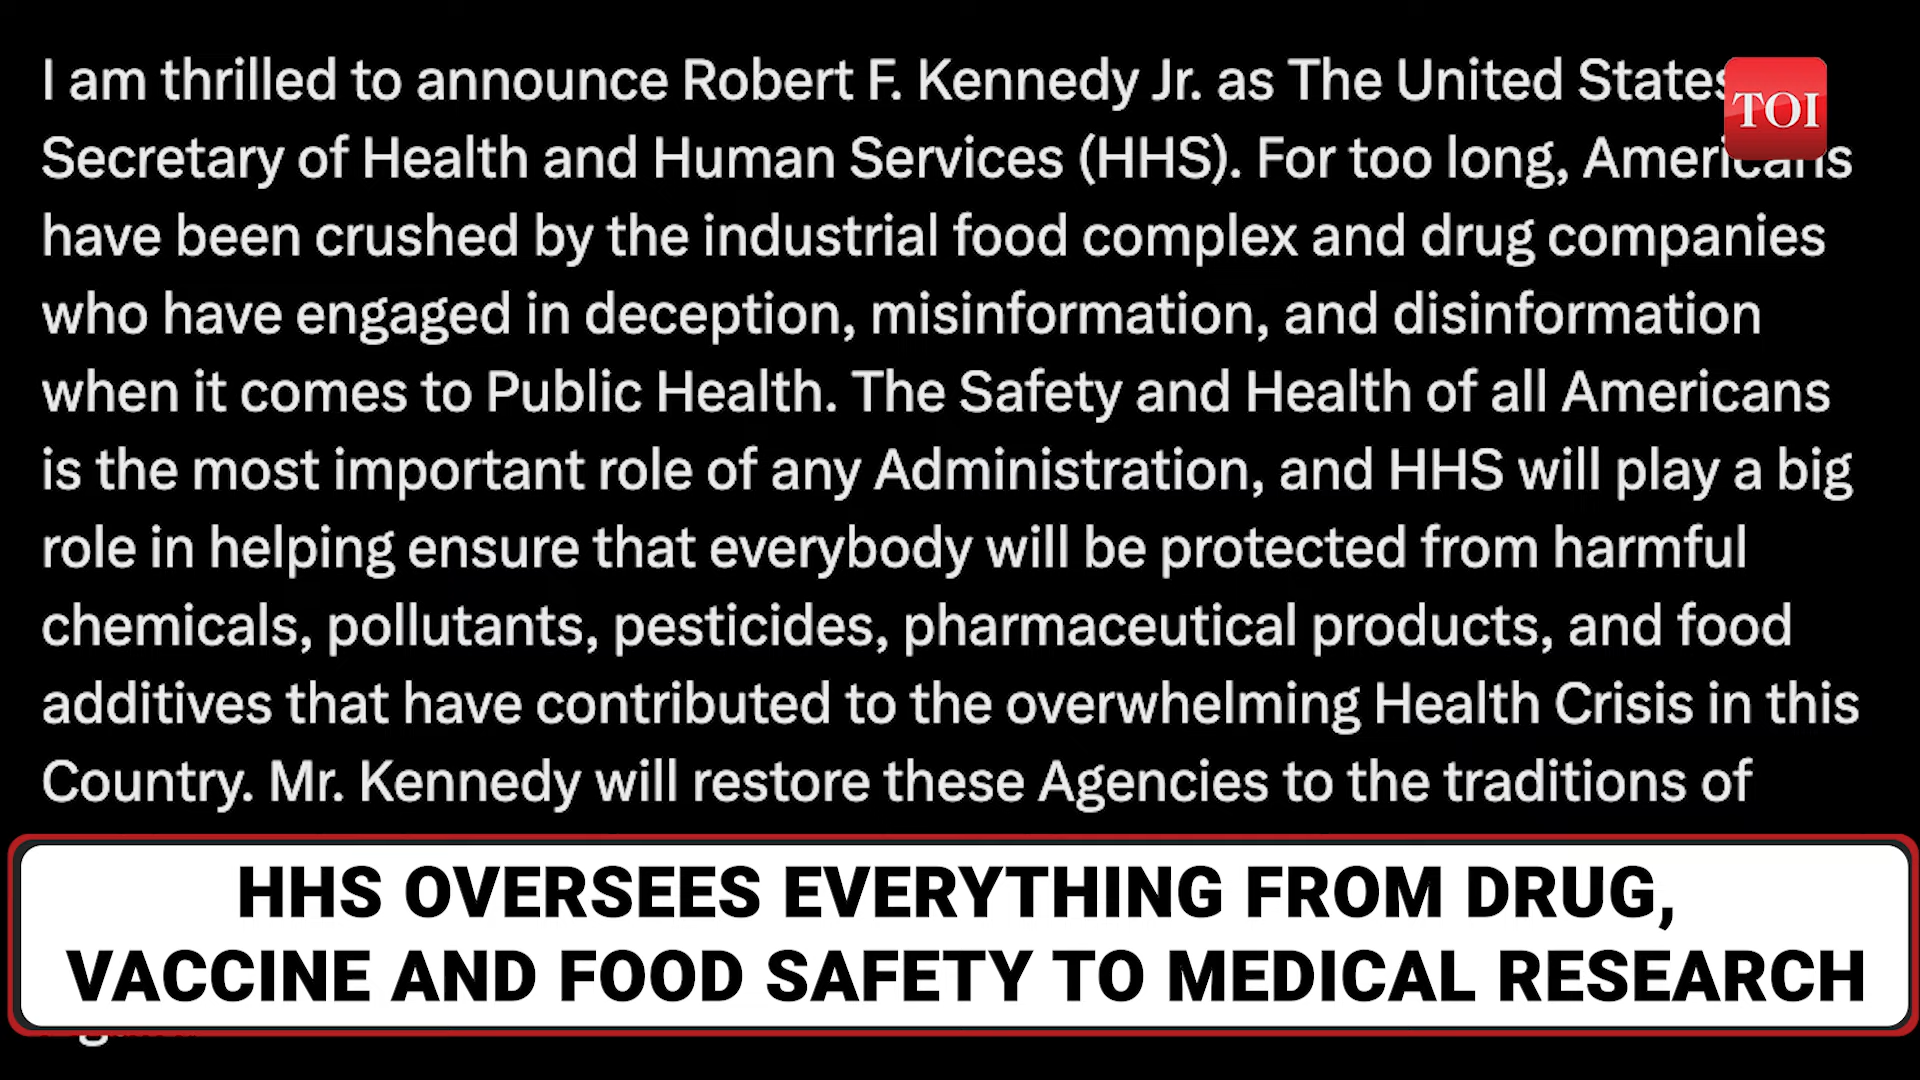 I am thrilled to announce Robert F. Kennedy Jr. as The United States
TOI
Secretary of Health and Human Services (HHS). For too long, Americans
have been crushed by the industrial food complex and drug companies
who have engaged in deception, misinformation, and disinformation
when it comes to Public Health. The Safety and Health of all Americans
is the most important role of any Administration, and HHS will play a big
role in helping ensure that everybody will be protected from harmful
chemicals, pollutants, pesticides, pharmaceutical products, and food
additives that have contributed to the overwhelming Health Crisis in this
Country. Mr. Kennedy will restore these Agencies to the traditions of
HHS OVERSEES EVERYTHING FROM DRUG,
VACCINE AND FOOD SAFETY TO MEDICAL RESEARCH